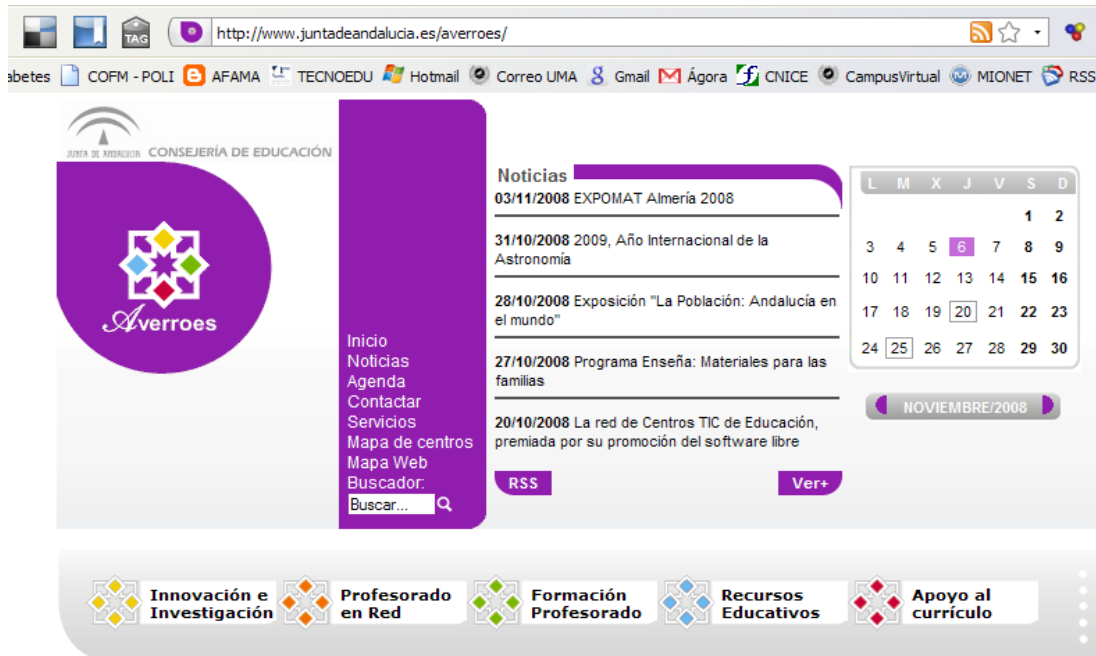 TAG
http://www.juntadeandalucia.es/averroes/
abetes COFM - POLI AFAMA TECNOEDU Hotmail Correo UMA Gmail Ágora CNICE CampusVirtual MIONET RSS
JUNTA DE ANDALUCIA CONSEJERÍA DE EDUCACIÓN
Averroes
Inicio
Noticias
Agenda
Contactar
Servicios
Mapa de centros
Mapa Web
Buscador:
Buscar...
Noticias
03/11/2008 EXPOMAT Almería 2008
31/10/2008 2009, Año Internacional de la
Astronomía
28/10/2008 Exposición "La Población: Andalucía en
el mundo"
27/10/2008 Programa Enseña: Materiales para las
familias
20/10/2008 La red de Centros TIC de Educación,
premiada por su promoción del software libre
RSS Ver+
L M X J V S D
1 2
3 4 5 6 7 8 9
10 11 12 13 14 15 16
17 18 19 20 21 22 23
24 25 26 27 28 29 30
NOVIEMBRE/2008
Innovación e
Investigación
Profesorado
en Red
Formación
Profesorado
Recursos
Educativos
Apoyo al
currículo